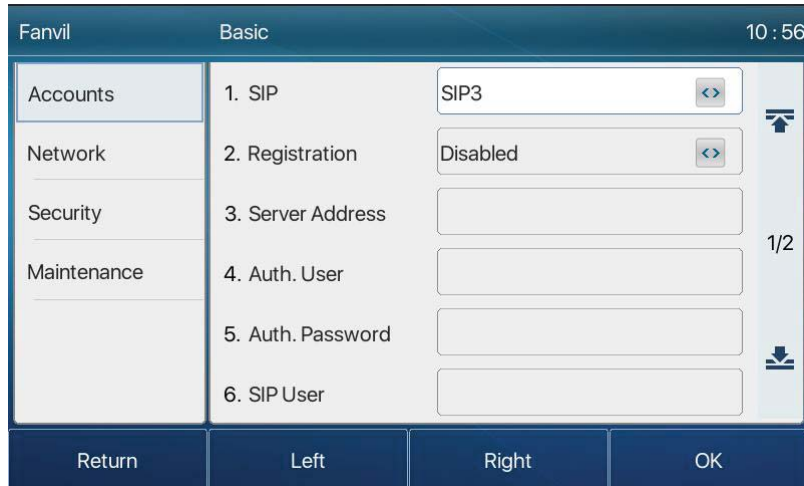 Fanvil Basic 10:56
Accounts
Network
Security
Maintenance
1. SIP SIP3
2. Registration Disabled
3. Server Address
4. Auth. User
5. Auth. Password
6. SIP User
1/2
Return Left Right OK